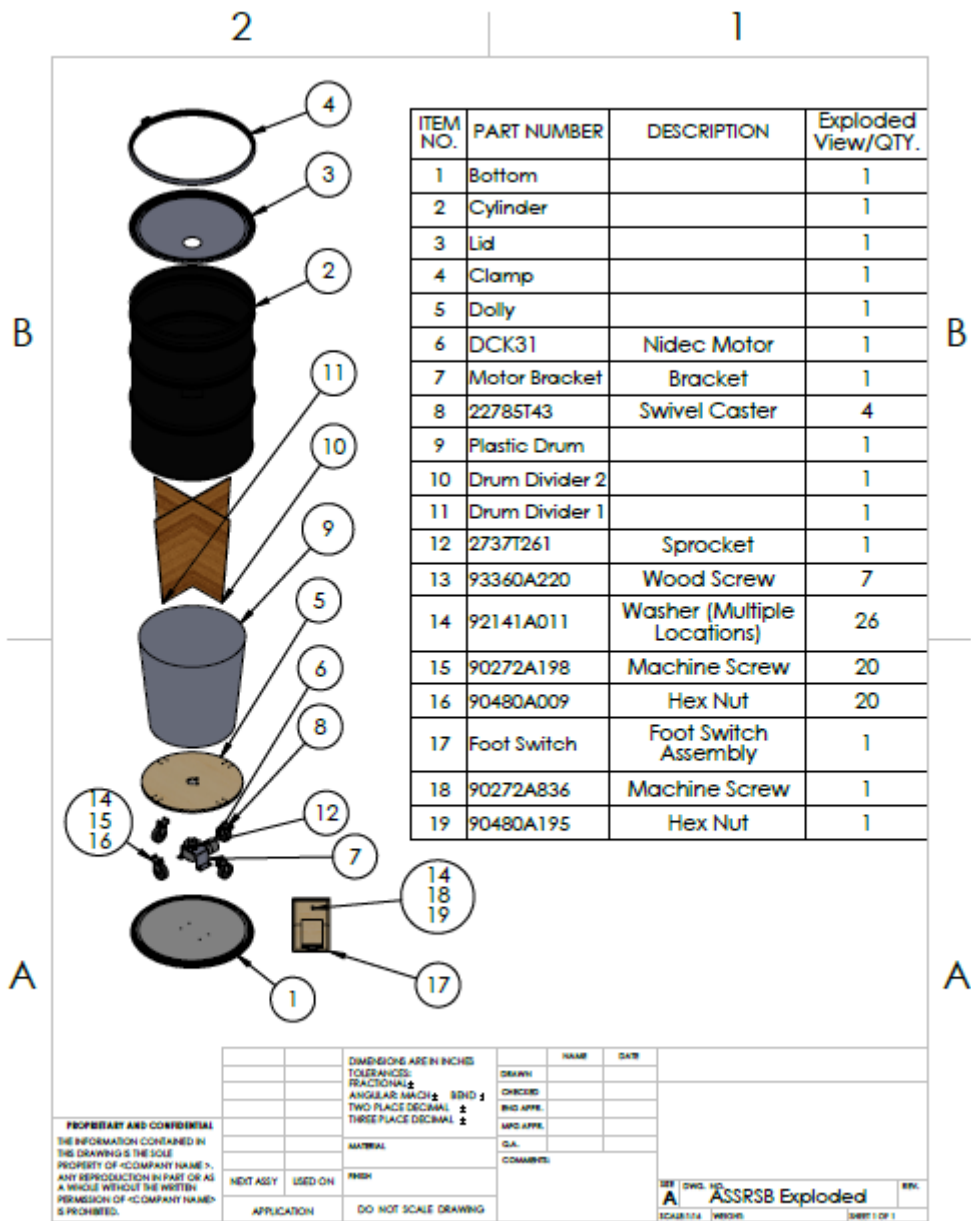 2 1
4
3
2
11
10
9
5
6
8
14
15
16
12
7
14
18
19
17
1
B B
A A
ITEM NO. PART NUMBER DESCRIPTION Exploded View/QTY.
1 Bottom 1
2 Cylinder 1
3 Lid 1
4 Clamp 1
5 Dolly 1
6 DCK31 Nidec Motor 1
7 Motor Bracket Bracket 1
8 22785T43 Swivel Caster 4
9 Plastic Drum 1
10 Drum Divider 2 1
11 Drum Divider 1 1
12 2737T261 Sprocket 1
13 93360A220 Wood Screw 7
14 92141A011 Washer (Multiple Locations) 26
15 90272A198 Machine Screw 20
16 90480A009 Hex Nut 20
17 Foot Switch Foot Switch Assembly 1
18 90272A836 Machine Screw 1
19 90480A195 Hex Nut 1
PROPRIETARY AND CONFIDENTIAL
THE INFORMATION CONTAINED IN
THIS DRAWING IS THE SOLE
PROPERTY OF <COMPANY NAME>.
ANY REPRODUCTION IN PART OR AS
A WHOLE WITHOUT THE WRITTEN
PERMISSION OF <COMPANY NAME>
IS PROHIBITED.
NEXT ASSY USED ON
APPLICATION
DIMENSIONS ARE IN INCHES
TOLERANCES:
FRACTIONAL±
ANGULAR: MACH± BEND ±
TWO PLACE DECIMAL ±
THREE PLACE DECIMAL ±
MATERIAL
FINISH
DO NOT SCALE DRAWING
NAME DATE
DRAWN
CHECKED
ENG APPR.
MFG APPR.
Q.A.
COMMENTS:
SIZE DWG. NO. REV.
A ASSRSB Exploded
SCALE:1:16 WEIGHT: SHEET 1 OF 1